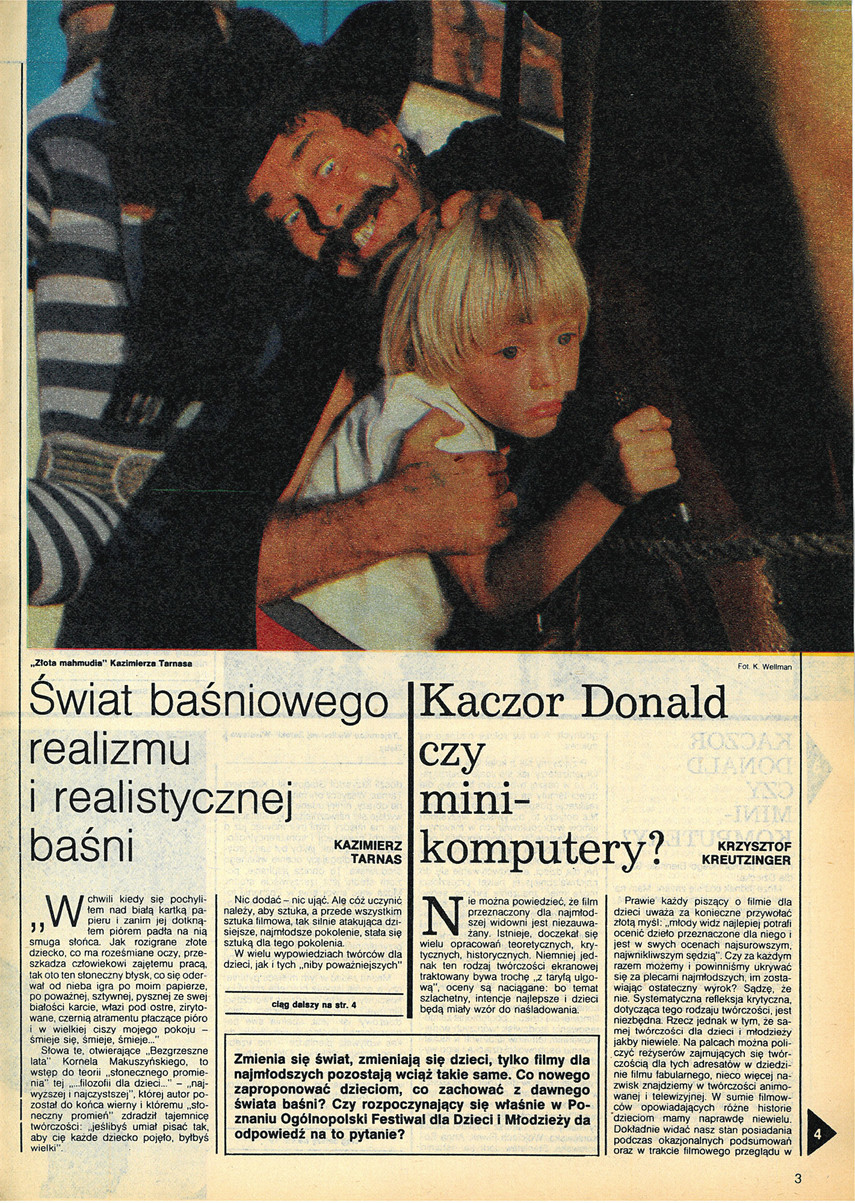 „Złota mahmudia" Kazimierza Tarnasa
Fot. K. Wellman
Świat baśniowego
realizmu
i realistycznej
baśni
KAZIMIERZ
TARNAS
„W chwili kiedy się pochyli-
łem nad białą kartką pa-
pieru i zanim jej dotkną-
łem piórem padła na nią
smuga słońca. Jak rozigrane złote
dziecko, co ma roześmiane oczy, prze-
szkadza człowiekowi zajętemu pracą,
tak oto ten słoneczny błysk, co się oder-
wał od nieba igra po moim papierze,
po poważnej, sztywnej, pysznej ze swej
białości karcie, włazi pod ostre, ziryto-
wane, czernią atramentu płaczące pióro
i w wielkiej ciszy mojego pokoju –
śmieje się, śmieje, śmieje..."
Słowa te, otwierające „Bezgrzeszne
lata" Kornela Makuszyńskiego, to
wstęp do teorii „słonecznego promie-
nia" tej „...filozofii dla dzieci..." – „naj-
wyższej i najczystszej", której autor po-
został do końca wierny i któremu „sło-
neczny promień" zdradził tajemnicę
twórczości: „jeślibyś umiał pisać tak,
aby cię każde dziecko pojęło, byłbyś
wielki".
Nic dodać – nic ująć. Ale cóż uczynić
należy, aby sztuka, a przede wszystkim
sztuka filmowa, tak silnie atakująca dzi-
siejsze, najmłodsze pokolenie, stała się
sztuką dla tego pokolenia.
W wielu wypowiedziach twórców dla
dzieci, jak i tych „niby poważniejszych"
ciąg dalszy na str. 4
Kaczor Donald
czy
mini-
komputery?
KRZYSZTOF
KREUTZINGER
Nie można powiedzieć, że film
przeznaczony dla najmłod-
szej widowni jest niezauwa-
żany. Istnieje, doczekał się
wielu opracowań teoretycznych, kry-
tycznych, historycznych. Niemniej jed-
nak ten rodzaj twórczości ekranowej
traktowany bywa trochę „z taryfą ulgo-
wą", oceny są naciągane: bo temat
szlachetny, intencje najlepsze i dzieci
będą miały wzór do naśladowania.
Prawie każdy piszący o filmie dla
dzieci uważa za konieczne przywołać
złotą myśl: „młody widz najlepiej potrafi
ocenić dzieło przeznaczone dla niego i
jest w swych ocenach najsurowszym,
najwnikliwszym sędzią". Czy za każdym
razem możemy i powinniśmy ukrywać
się za plecami najmłodszych, im zosta-
wiając ostateczny wyrok? Sądzę, że
nie. Systematyczna refleksja krytyczna,
dotycząca tego rodzaju twórczości, jest
niezbędna. Rzecz jednak w tym, że sa-
mej twórczości dla dzieci i młodzieży
jakby niewiele. Na palcach można poli-
czyć reżyserów zajmujących się twór-
czością dla tych adresatów w dziedzi-
nie filmu fabularnego, nieco więcej na-
zwisk znajdziemy w twórczości animo-
wanej i telewizyjnej. W sumie filmow-
ców opowiadających różne historie
dzieciom mamy naprawdę niewielu.
Dokładnie widać nasz stan posiadania
podczas okazjonalnych podsumowań
oraz w trakcie filmowego przeglądu w
Zmienia się świat, zmieniają się dzieci, tylko filmy dla
najmłodszych pozostają wciąż takie same. Co nowego
zaproponować dzieciom, co zachować z dawnego
świata baśni? Czy rozpoczynający się właśnie w Po-
znaniu Ogólnopolski Festiwal dla Dzieci i Młodzieży da
odpowiedź na to pytanie?
4
3